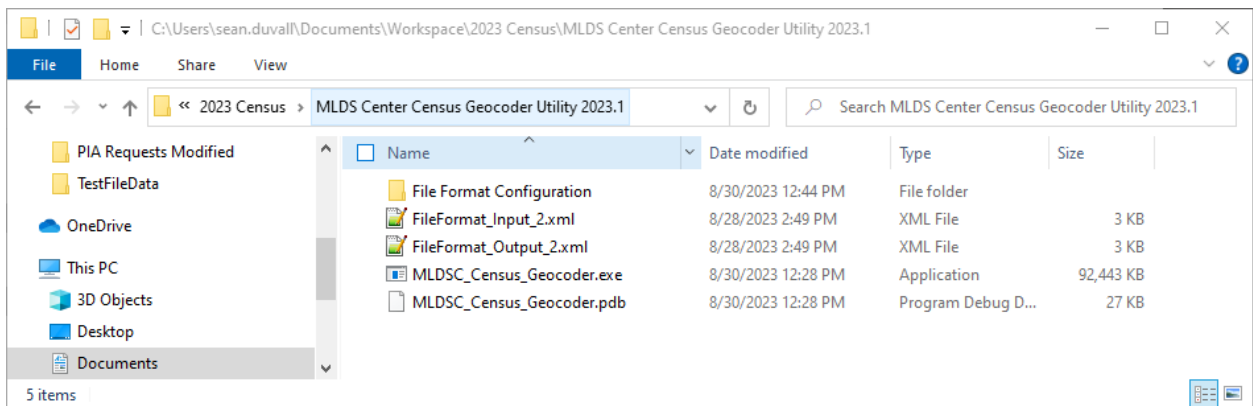 C:\Users\sean.duvall\Documents\Workspace\2023 Census\MLDS Center Census Geocoder Utility 2023.1
File Home Share View
« 2023 Census › MLDS Center Census Geocoder Utility 2023.1 Search MLDS Center Census Geocoder Utility 2023.1
PIA Requests Modified
TestFileData
OneDrive
This PC
3D Objects
Desktop
Documents
Name Date modified Type Size
File Format Configuration 8/30/2023 12:44 PM File folder
FileFormat_Input_2.xml 8/28/2023 2:49 PM XML File 3 KB
FileFormat_Output_2.xml 8/28/2023 2:49 PM XML File 3 KB
MLDSC_Census_Geocoder.exe 8/30/2023 12:28 PM Application 92,443 KB
MLDSC_Census_Geocoder.pdb 8/30/2023 12:28 PM Program Debug D... 27 KB
5 items